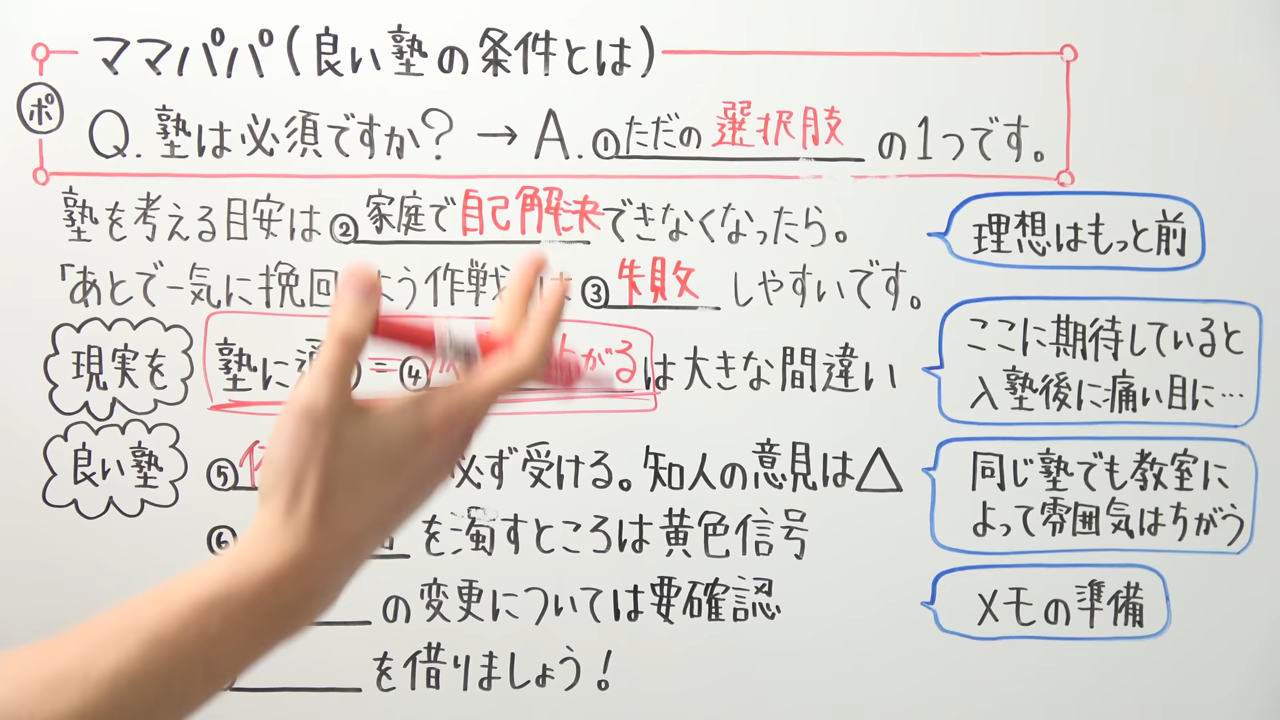 ママパパ(良い塾の条件とは)
ポ
Q. 塾は必須ですか? → A. ①ただの選択肢の1つです。
塾を考える目安は②家庭で自己解決できなくなったら。
理想はもっと前
「あとで一気に挽回 よう作戦 は③失敗しやすいです。
現実を
塾に通 = ④ がる は大きな間違い
ここに期待していると
入塾後に痛い目に…
良い塾
⑤ 必ず受ける。知人の意見は△
同じ塾でも教室に
よって雰囲気はちがう
⑥ を濁すところは黄色信号
の変更については要確認
メモの準備
を借りましょう!